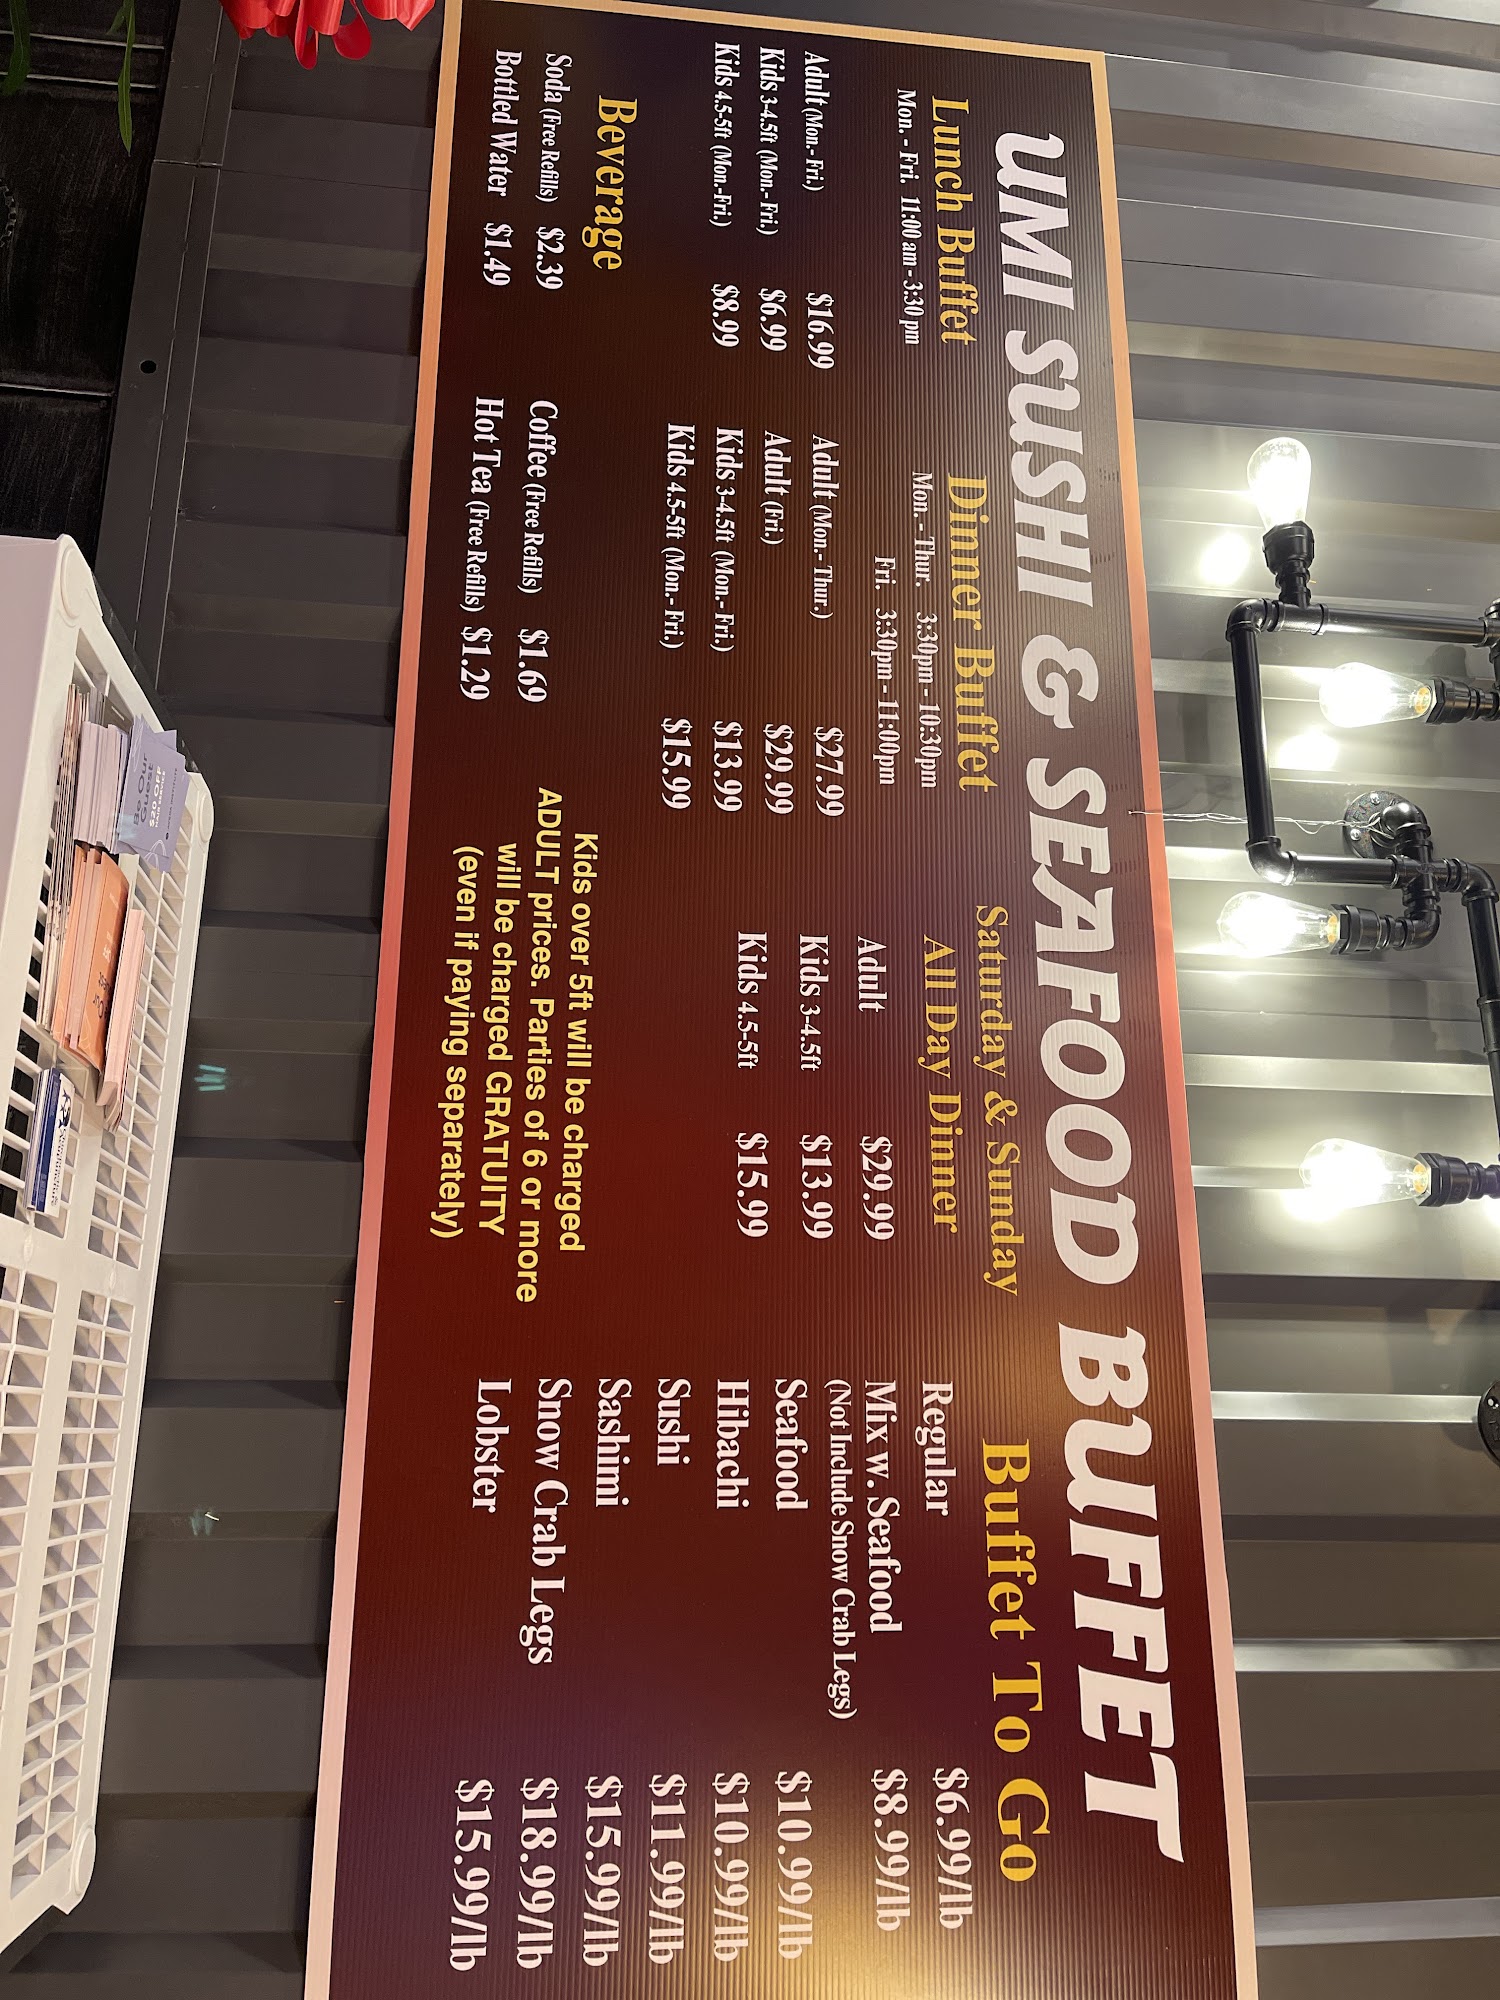 UMI SUSHI & SEAFOOD BUFFET
Lunch Buffet
Mon. - Fri. 11:00 am - 3:30 pm
Adult (Mon.- Fri.) $16.99
Kids 3-4.5ft (Mon.- Fri.) $6.99
Kids 4.5-5ft (Mon.-Fri.) $8.99
Beverage
Soda (Free Refills) $2.39
Bottled Water $1.49
Coffee (Free Refills) $1.69
Hot Tea (Free Refills) $1.29
Dinner Buffet
Mon. - Thur. 3:30pm - 10:30pm
Fri. 3:30pm - 11:00pm
Adult (Mon.- Thur.) $27.99
Adult (Fri.) $29.99
Kids 3-4.5ft (Mon.- Fri.) $13.99
Kids 4.5-5ft (Mon.- Fri.) $15.99
Saturday & Sunday
All Day Dinner
Adult $29.99
Kids 3-4.5ft $13.99
Kids 4.5-5ft $15.99
Kids over 5ft will be charged
ADULT prices. Parties of 6 or more
will be charged GRATUITY
(even if paying separately)
Buffet To Go
Regular $6.99/lb
Mix w. Seafood $8.99/lb
(Not Include Snow Crab Legs)
Seafood $10.99/lb
Hibachi $10.99/lb
Sushi $11.99/lb
Sashimi $15.99/lb
Snow Crab Legs $18.99/lb
Lobster $15.99/lb
Be Our
Guest
$20 OFF